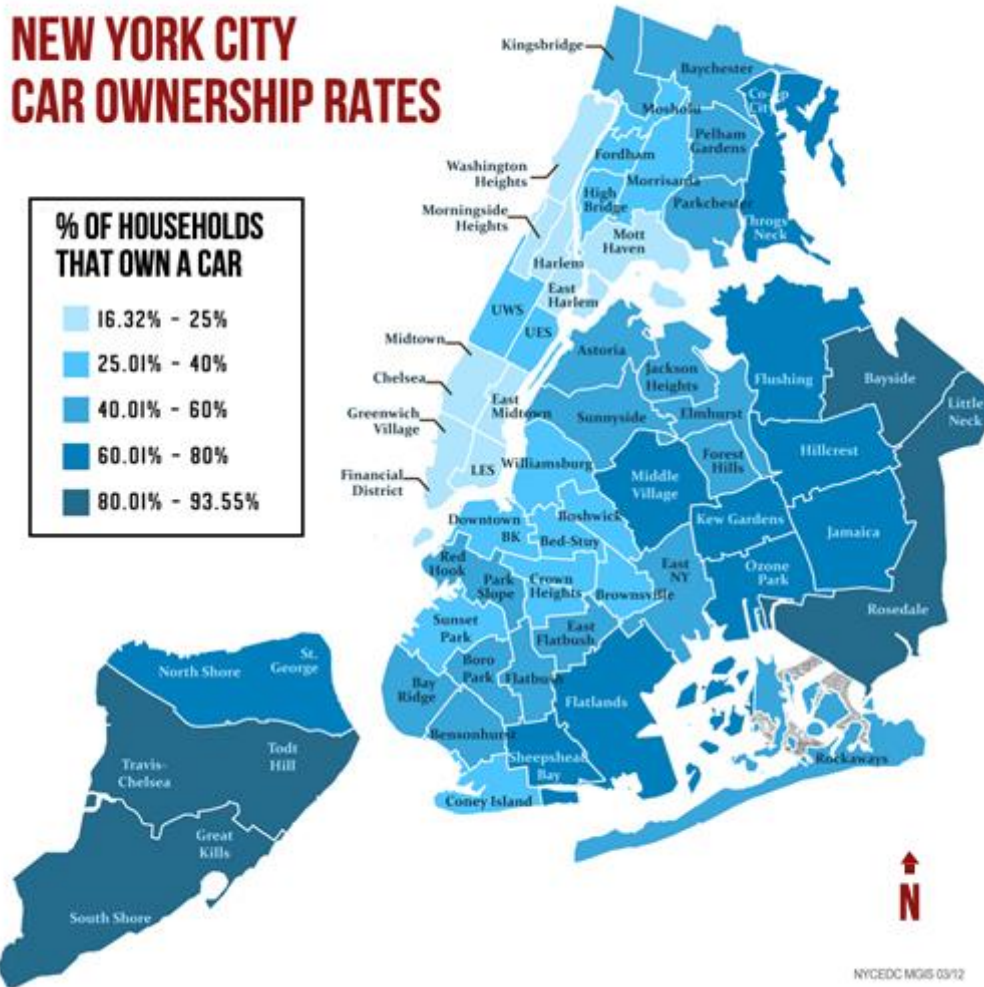 NEW YORK CITY
CAR OWNERSHIP RATES
% OF HOUSEHOLDS
THAT OWN A CAR
16.32% - 25%
25.01% - 40%
40.01% - 60%
60.01% - 80%
80.01% - 93.55%
Kingsbridge
Baychester
Co-op
City
Mosholu
Pelham
Gardens
Fordham
Washington
Heights
Morrisania
High
Bridge
Parkchester
Morningside
Heights
Throgs
Neck
Mott
Haven
Harlem
East
Harlem
UWS
UES
Midtown
Astoria
Jackson
Heights
Flushing
Bayside
Chelsea
East
Midtown
Little
Neck
Greenwich
Village
Sunnyside
Elmhurst
Forest
Hills
Hillcrest
LES
Williamsburg
Financial
District
Middle
Village
Downtown
BK
Bushwick
Bed-Stuy
Kew Gardens
Jamaica
Red
Hook
Park
Slope
Crown
Heights
Brownsville
East
NY
Ozone
Park
Rosedale
Sunset
Park
East
Flatbush
Boro
Park
Bay
Ridge
Flatbush
Flatlands
Bensonhurst
Sheepshead
Bay
Rockaways
Coney Island
North Shore
St.
George
Todt
Hill
Travis-
Chelsea
Great
Kills
South Shore
N
NYCEDC MGIS 03/12